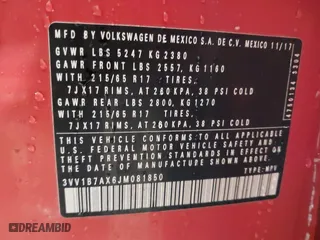 MFD BY VOLKSWAGEN DE MEXICO S.A. DE C.V. MEXICO 11/17
GVWR LBS 5247 KG 2380
GAWR FRONT LBS 2557, KG 1160
WITH 215/65 R17 TIRES,
7JX17 RIMS, AT 260 KPA, 38 PSI COLD
GAWR REAR LBS 2800, KG 1270
WITH 215/65 R17 TIRES,
7JX17 RIMS, AT 260 KPA, 38 PSI COLD
THIS VEHICLE CONFORMS TO ALL APPLICABLE
U.S. FEDERAL MOTOR VEHICLE SAFETY AND
THEFT PREVENTION STANDARDS IN EFFECT
ON THE DATE OF MANUFACTURE SHOWN ABOVE.
3VV1B7AX6JM081850 TYPE: MPV
DREAMBID